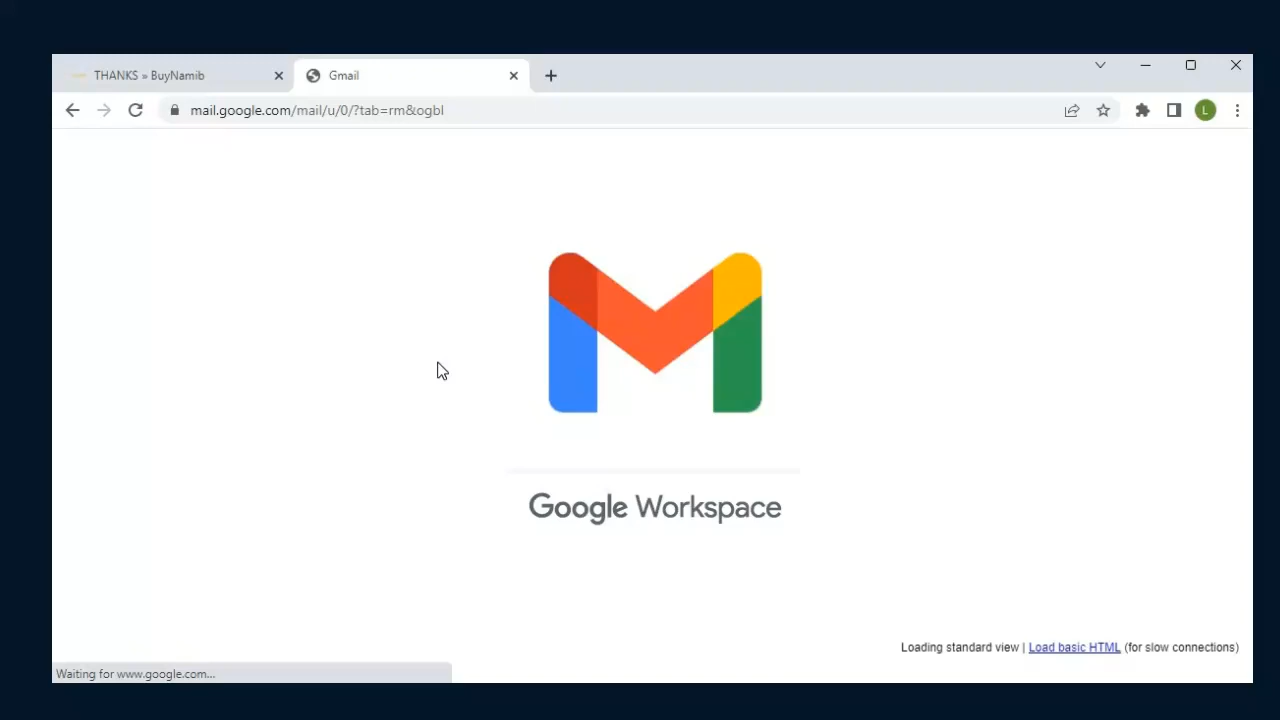 THANKS » BuyNamib
Gmail
mail.google.com/mail/u/0/?tab=rm&ogbl
L
Google Workspace
Loading standard view | Load basic HTML (for slow connections)
Waiting for www.google.com...